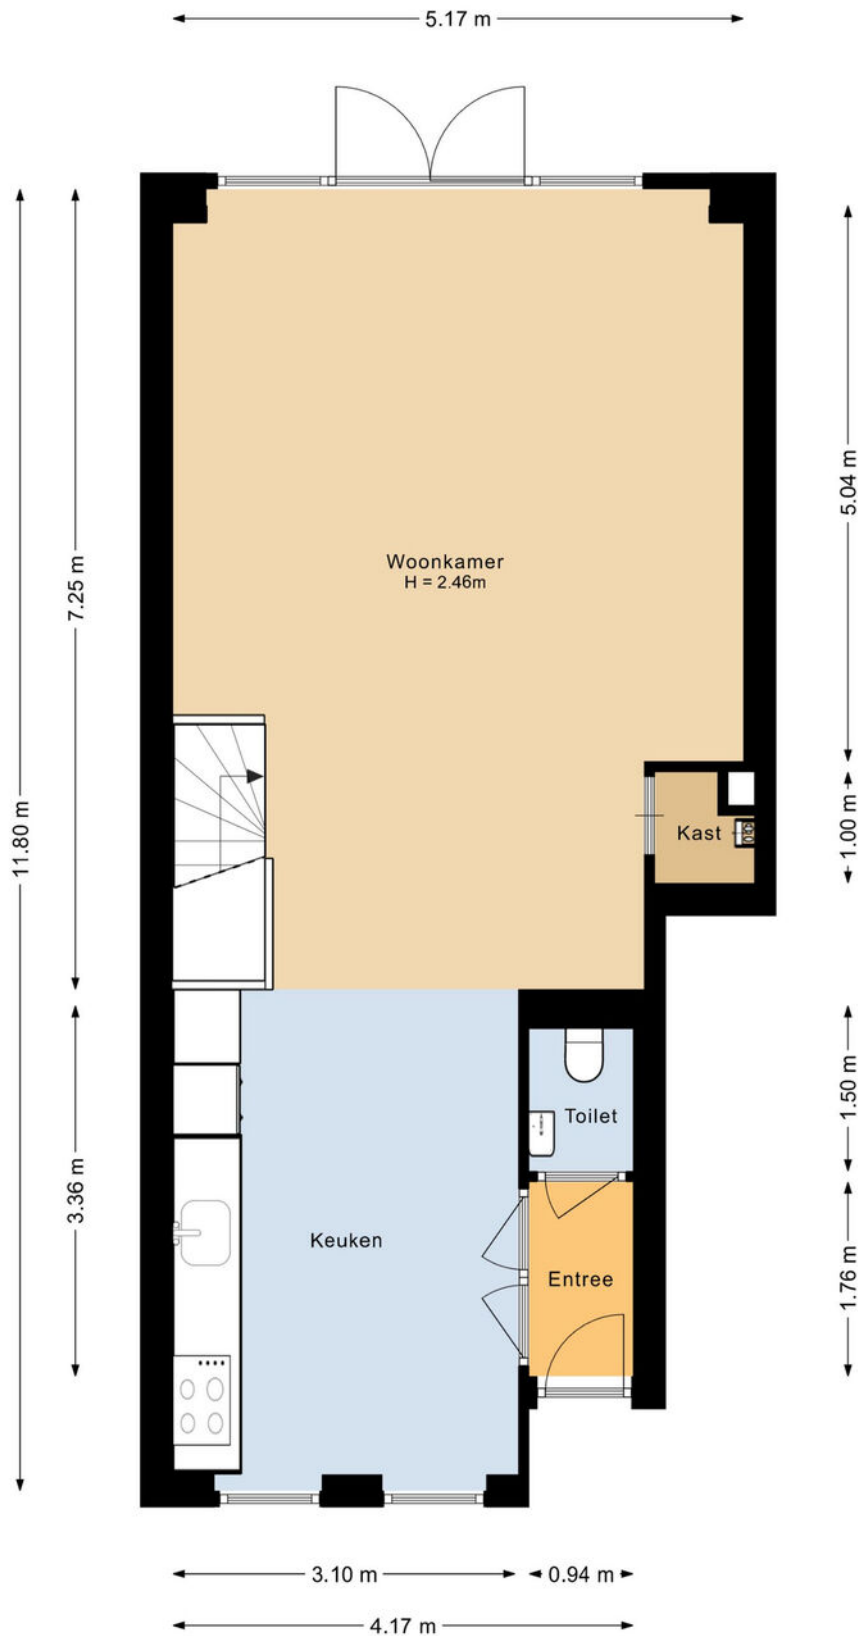 5.17 m
11.80 m
7.25 m
5.04 m
Woonkamer
H = 2.46m
1.00 m
Kast
3.36 m
1.50 m
Toilet
Keuken
Entree
1.76 m
3.10 m
0.94 m
4.17 m